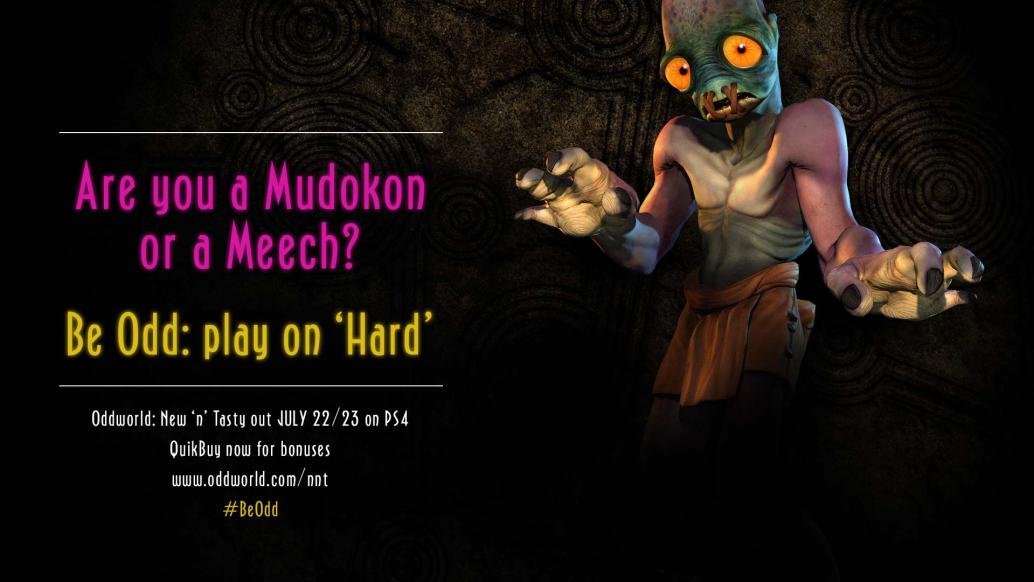 Are you a Mudokon
or a Meech?
Be Odd: play on ‘Hard’
Oddworld: New ‘n’ Tasty out JULY 22/23 on PS4
QuikBuy now for bonuses
www.oddworld.com/nnt
#BeOdd